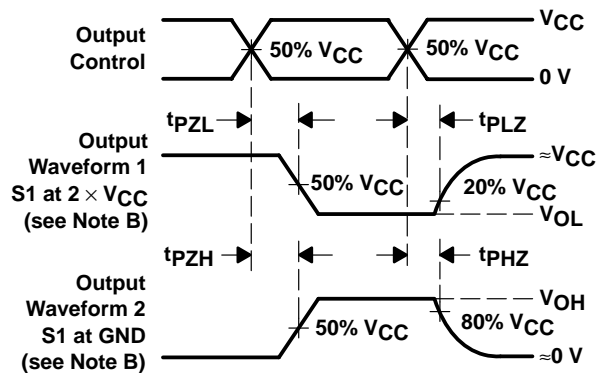 Output
Control
50% VCC
50% VCC
VCC
0 V
tPZL
tPLZ
Output
Waveform 1
S1 at 2 × VCC
(see Note B)
50% VCC
≈VCC
20% VCC
VOL
tPZH
tPHZ
Output
Waveform 2
S1 at GND
(see Note B)
50% VCC
VOH
80% VCC
≈0 V